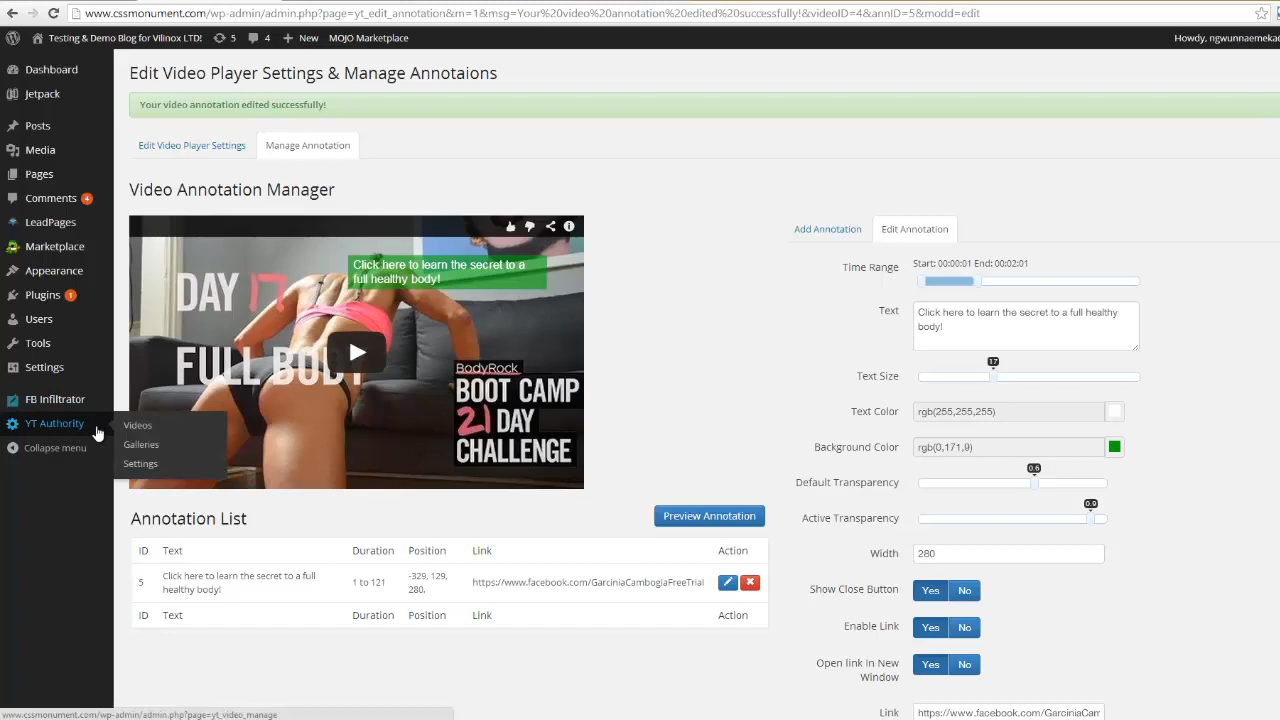 www.cssmonument.com/wp-admin/admin.php?page=yt_edit_annotation&m=1&msg=Your%20video%20annotation%20edited%20successfully!&videoID=4&annID=5&modd=edit
Testing & Demo Blog for Vilinox LTD! 5 4 New MOJO Marketplace Howdy, ngwunnaemeka
Dashboard
Jetpack
Posts
Media
Pages
Comments 4
LeadPages
Marketplace
Appearance
Plugins 1
Users
Tools
Settings
FB Infiltrator
YT Authority
Collapse menu
Videos
Galleries
Settings
Edit Video Player Settings & Manage Annotaions
Your video annotation edited successfully!
Edit Video Player Settings Manage Annotation
Video Annotation Manager
Click here to learn the secret to a
full healthy body!
DAY 17
FULL BODY
BodyRock
BOOT CAMP
21 DAY
CHALLENGE
Annotation List Preview Annotation
ID Text Duration Position Link Action
5 Click here to learn the secret to a full healthy body! 1 to 121 -329, 129, 280, https://www.facebook.com/GarciniaCambogiaFreeTrial
ID Text Duration Position Link Action
Add Annotation Edit Annotation
Time Range Start: 00:00:01 End: 00:02:01
Text Click here to learn the secret to a full healthy
body!
17
Text Size
Text Color rgb(255,255,255)
Background Color rgb(0,171,9)
0.6
Default Transparency
0.9
Active Transparency
Width 280
Show Close Button Yes No
Enable Link Yes No
Open link In New Window Yes No
Link https://www.facebook.com/GarciniaCam
www.cssmonument.com/wp-admin/admin.php?page=yt_video_manage